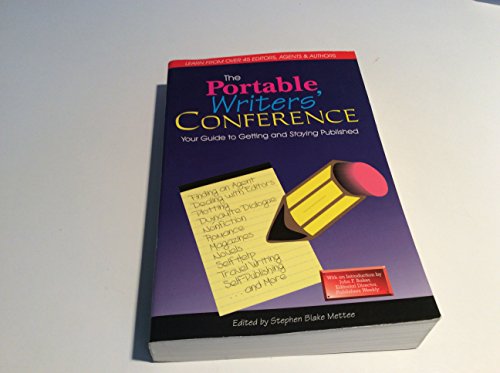 LEARN FROM OVER 45 EDITORS, AGENTS & AUTHORS
The
Portable
Writers'
CONFERENCE
Your Guide to Getting and Staying Published
Finding an Agent
Dealing with Editors
Plotting
Dynamite Dialogue
Nonfiction
Romance
Magazines
Novels
Self-Help
Travel Writing
Self-Publishing
...and More
With an Introduction by
John F. Baker,
Editorial Director,
Publishers Weekly
Edited by Stephen Blake Mettee